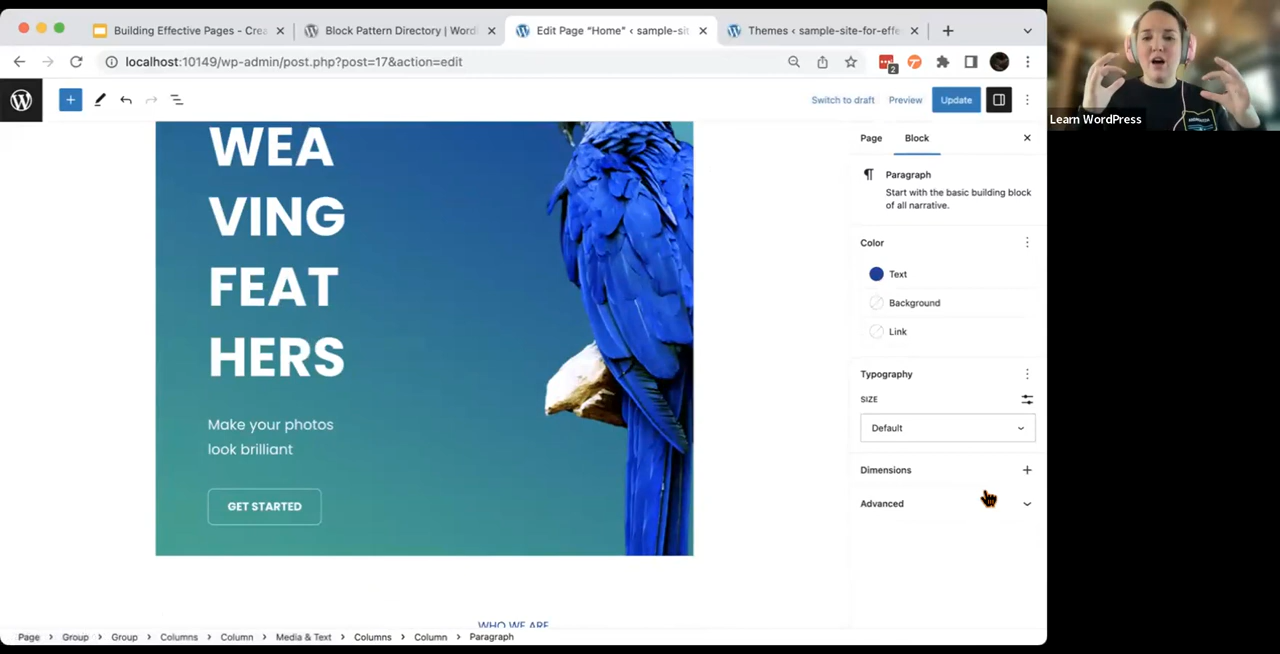 Building Effective Pages - Crea
Block Pattern Directory | Word
Edit Page “Home” ‹ sample-sit
Themes ‹ sample-site-for-effe
localhost:10149/wp-admin/post.php?post=17&action=edit
2
Switch to draft
Preview
Update
Learn WordPress
WEA
VING
FEAT
HERS
Make your photos
look brilliant
GET STARTED
WHO WE ARE
Page
Block
Paragraph
Start with the basic building block
of all narrative.
Color
Text
Background
Link
Typography
SIZE
Default
Dimensions
Advanced
Page › Group › Group › Columns › Column › Media & Text › Columns › Column › Paragraph